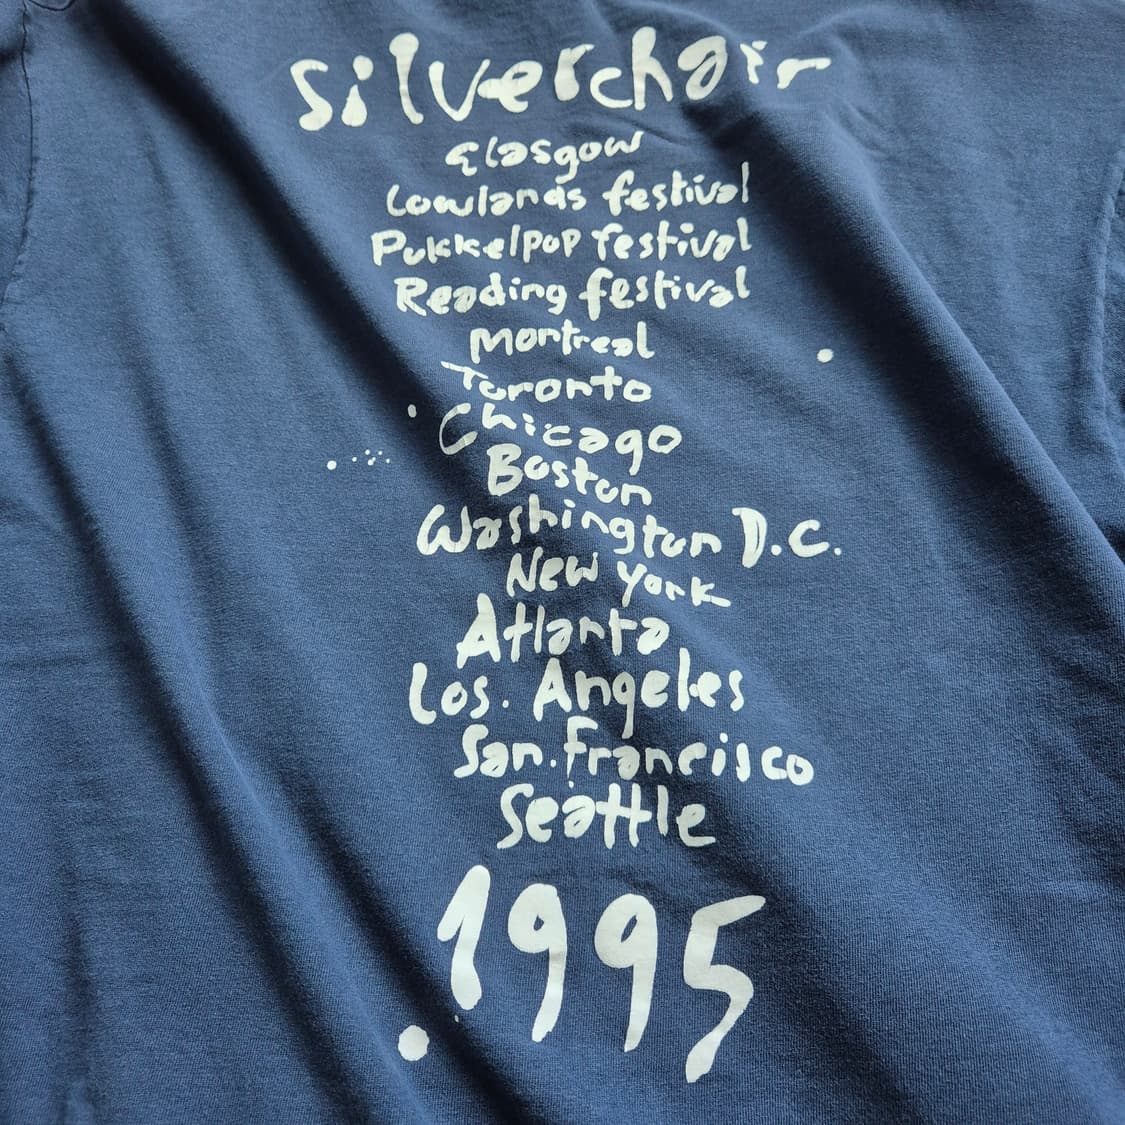 silverchair
Glasgow
Lowlands festival
Pukkelpop festival
Reading festival
Montreal
Toronto
Chicago
Boston
Washington D.C.
New York
Atlanta
Los. Angeles
San. Francisco
Seattle
.1995